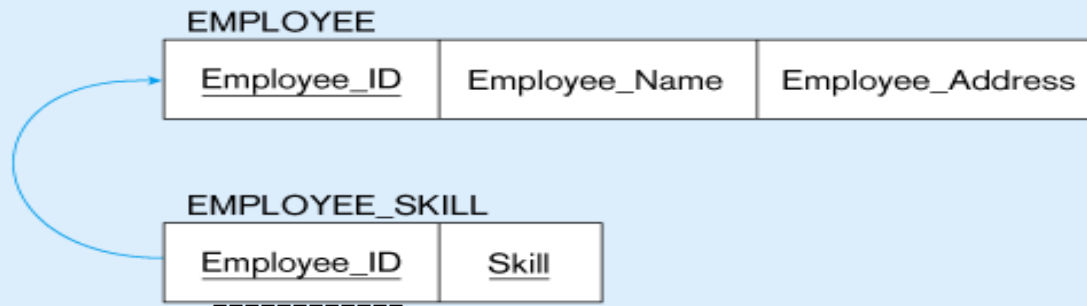 EMPLOYEE
Employee_ID Employee_Name Employee_Address
EMPLOYEE_SKILL
Employee_ID Skill